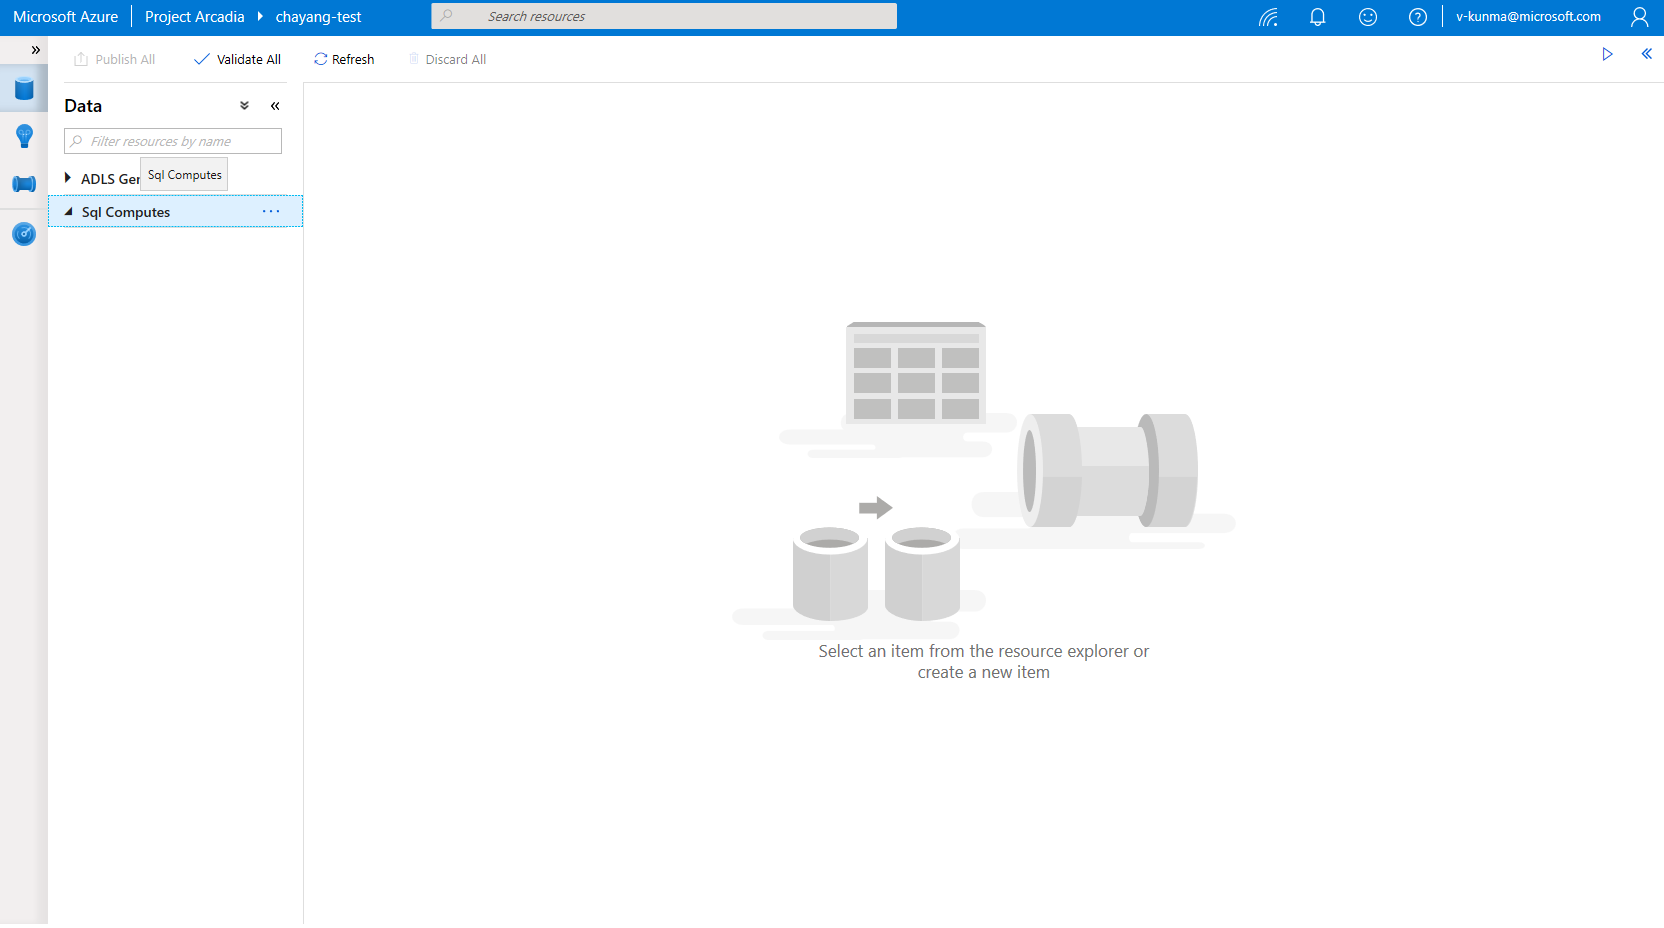 Microsoft Azure Project Arcadia chayang-test Search resources v-kunma@microsoft.com
Publish All Validate All Refresh Discard All
Data
Filter resources by name
ADLS Ge
Sql Computes
Sql Computes
Select an item from the resource explorer or
create a new item